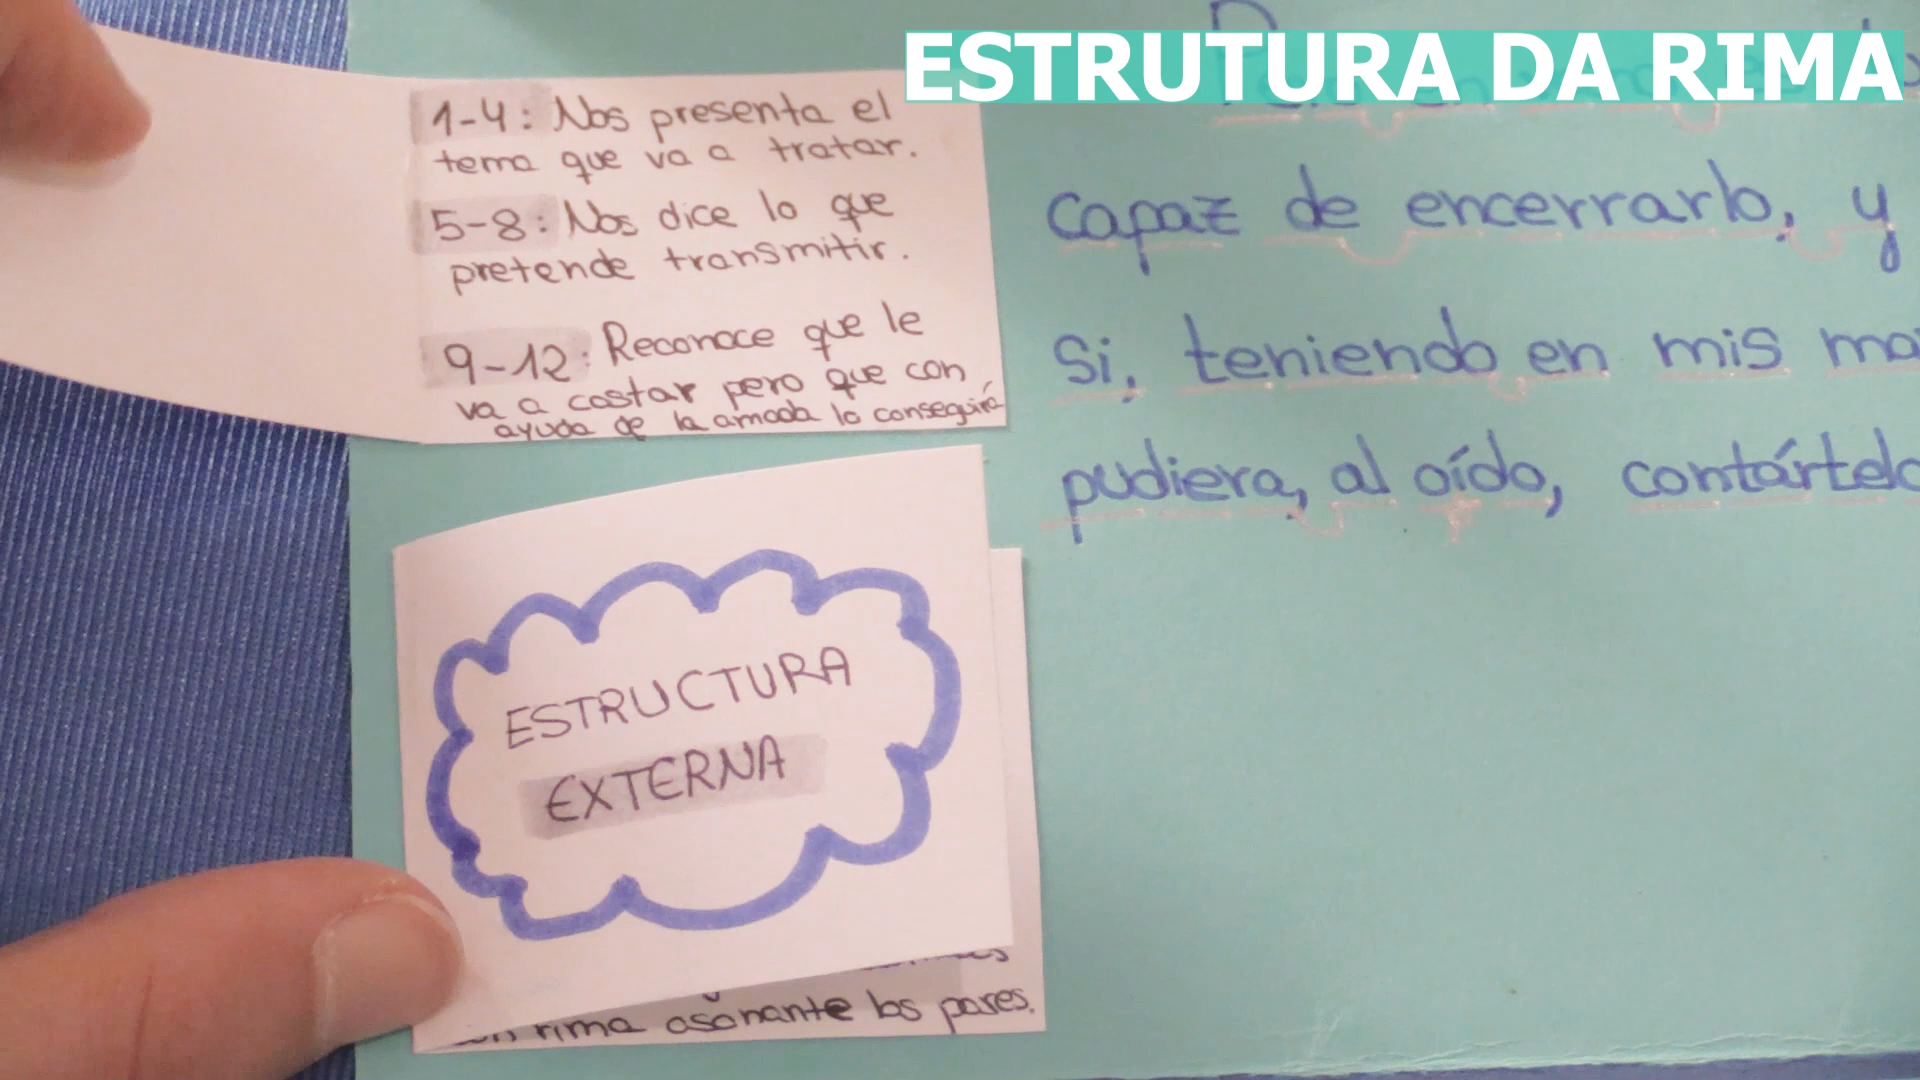 ESTRUTURA DA RIMA
1-4: Nos presenta el
tema que va a tratar.
5-8: Nos dice lo que
pretende transmitir.
9-12: Reconoce que le
va a costar pero que con
ayuda de la amada lo conseguirá
capaz de encerrarlo, y
Si, teniendo en mis
pudiera, al oído,
ESTRUCTURA
EXTERNA
rima asonante los pares.